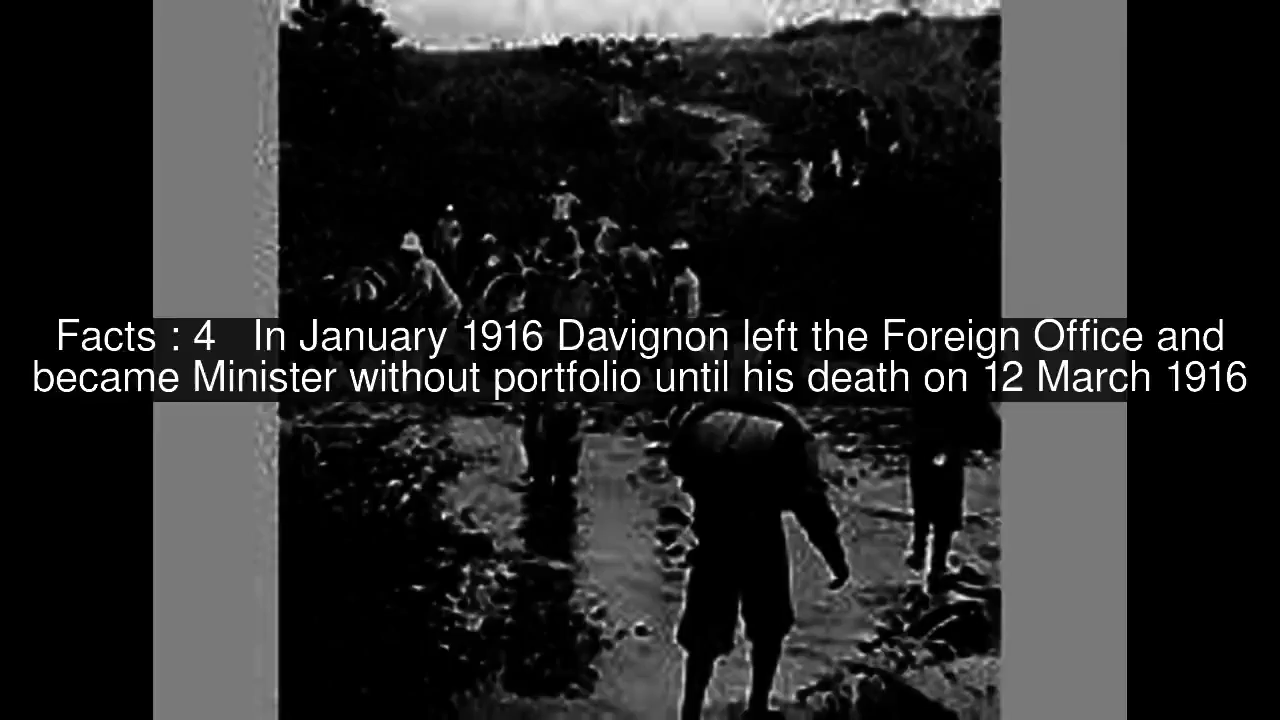 Facts : 4 In January 1916 Davignon left the Foreign Office and
became Minister without portfolio until his death on 12 March 1916